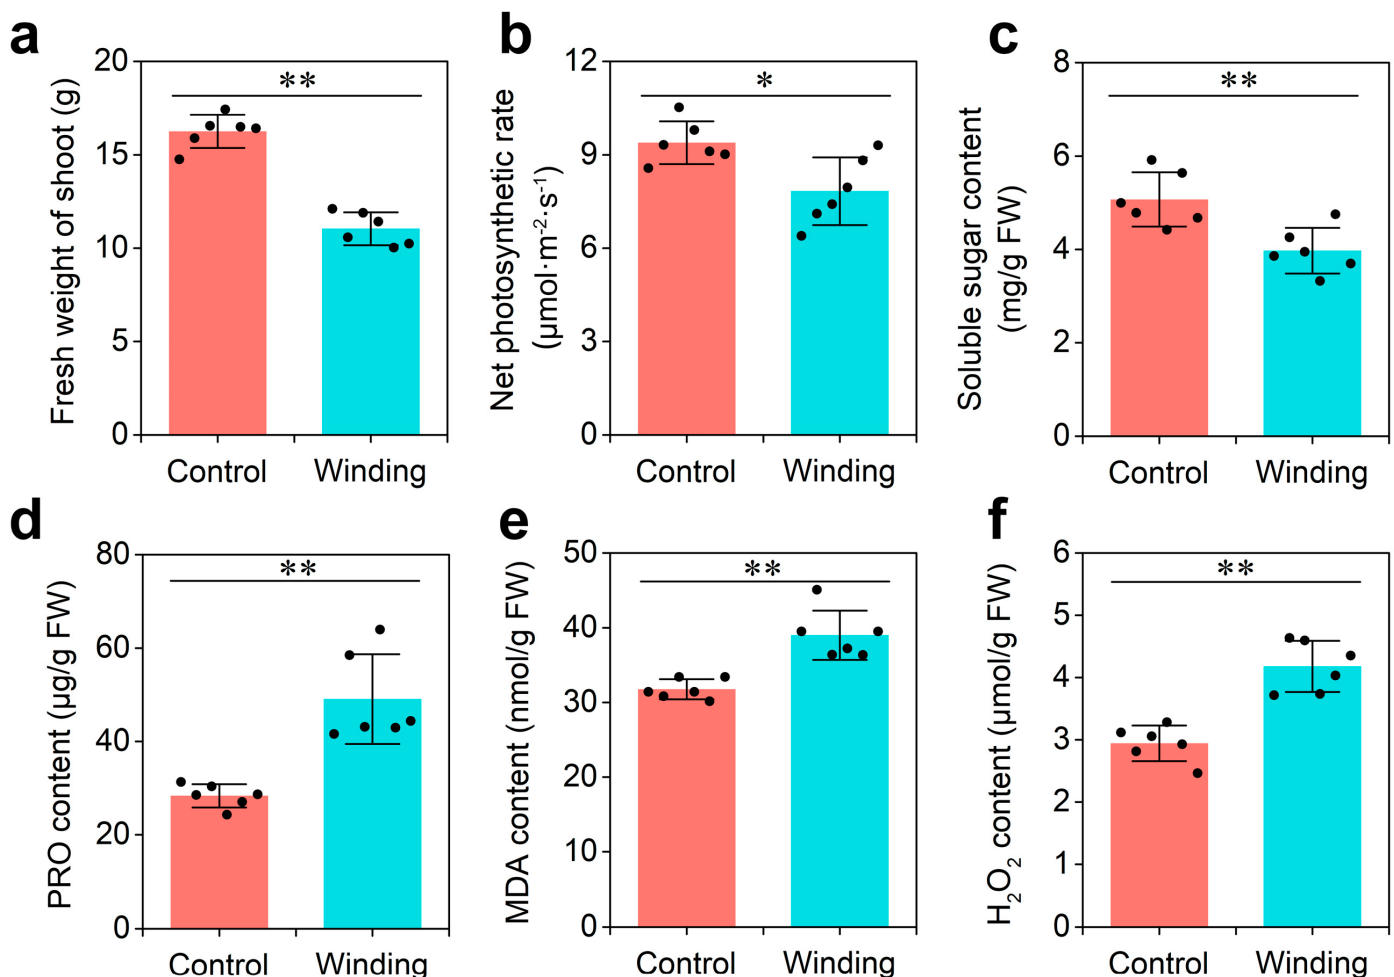 a
Fresh weight of shoot (g)
20
15
10
5
0
**
Control Winding
b
Net photosynthetic rate
(μmol·m⁻²·s⁻¹)
12
9
6
3
0
*
Control Winding
c
Soluble sugar content
(mg/g FW)
8
6
4
2
0
**
Control Winding
d
PRO content (μg/g FW)
80
60
40
20
0
**
Control Winding
e
MDA content (nmol/g FW)
50
40
30
20
10
0
**
Control Winding
f
H₂O₂ content (μmol/g FW)
6
5
4
3
2
1
0
**
Control Winding